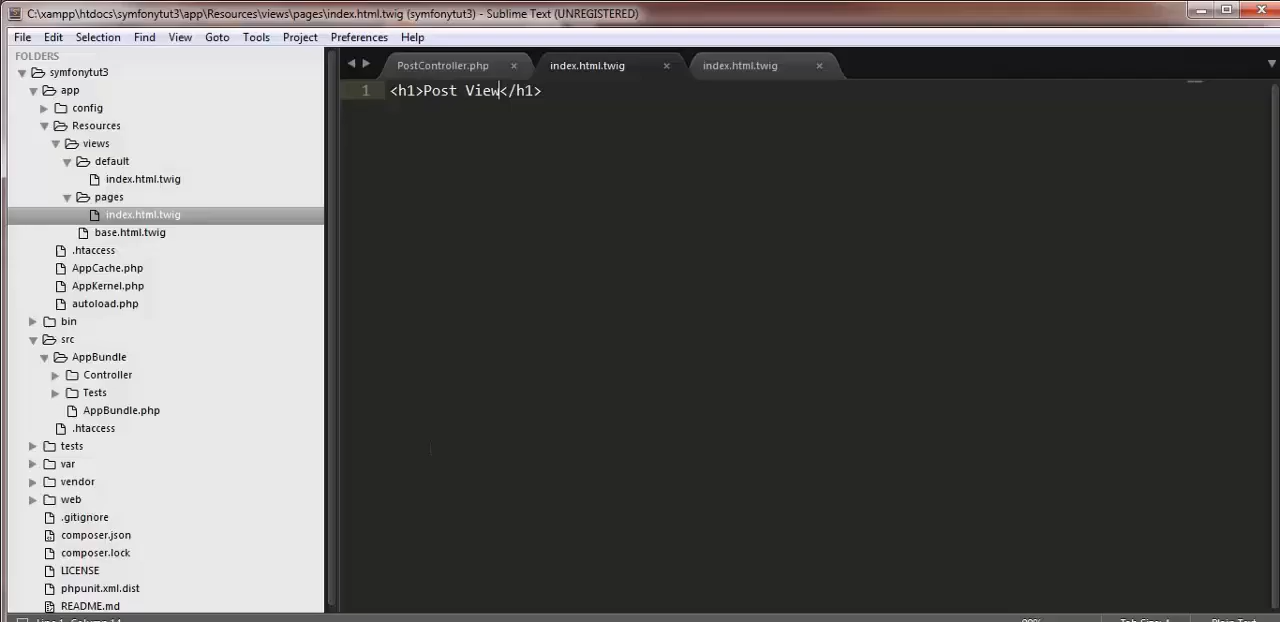 C:\xampp\htdocs\symfonytut3\app\Resources\views\pages\index.html.twig (symfonytut3) - Sublime Text (UNREGISTERED)
File Edit Selection Find View Goto Tools Project Preferences Help
FOLDERS
symfonytut3
app
config
Resources
views
default
index.html.twig
pages
index.html.twig
base.html.twig
.htaccess
AppCache.php
AppKernel.php
autoload.php
bin
src
AppBundle
Controller
Tests
AppBundle.php
.htaccess
tests
var
vendor
web
.gitignore
composer.json
composer.lock
LICENSE
phpunit.xml.dist
README.md
PostController.php index.html.twig index.html.twig
1 <h1>Post View</h1>